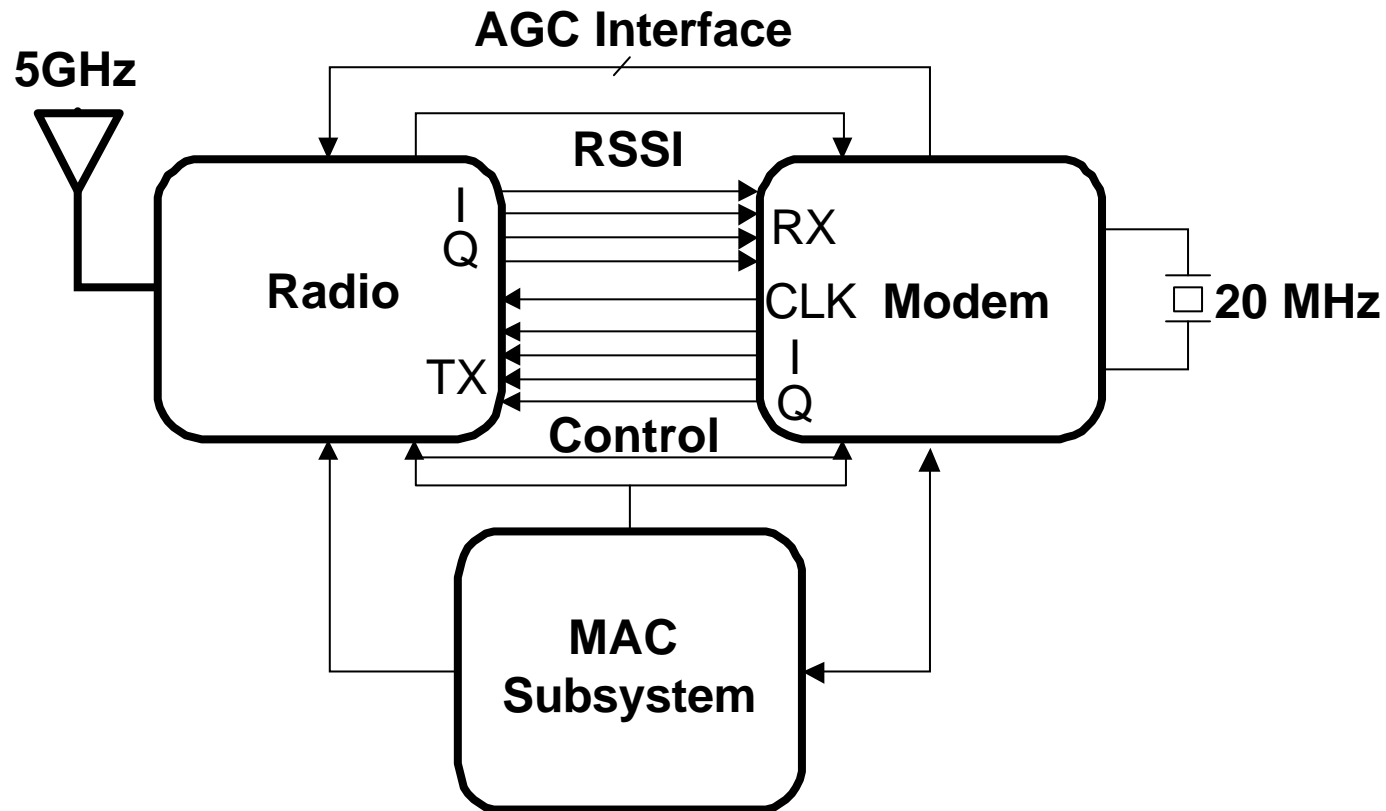 AGC Interface
5GHz
RSSI
I
Q
RX
Radio
CLK
Modem
20 MHz
I
TX
Q
Control
MAC
Subsystem